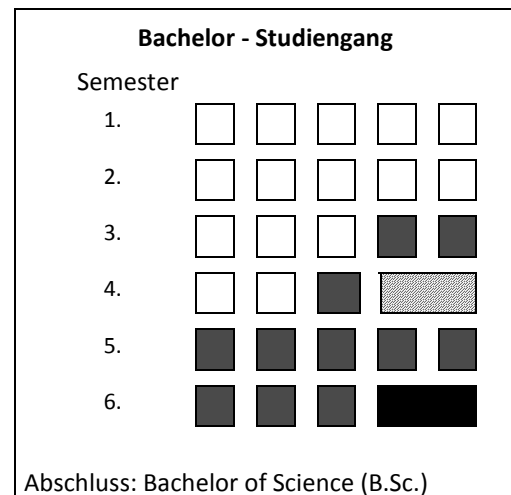 Bachelor - Studiengang
Semester
1.
2.
3.
4.
5.
6.
Abschluss: Bachelor of Science (B.Sc.)